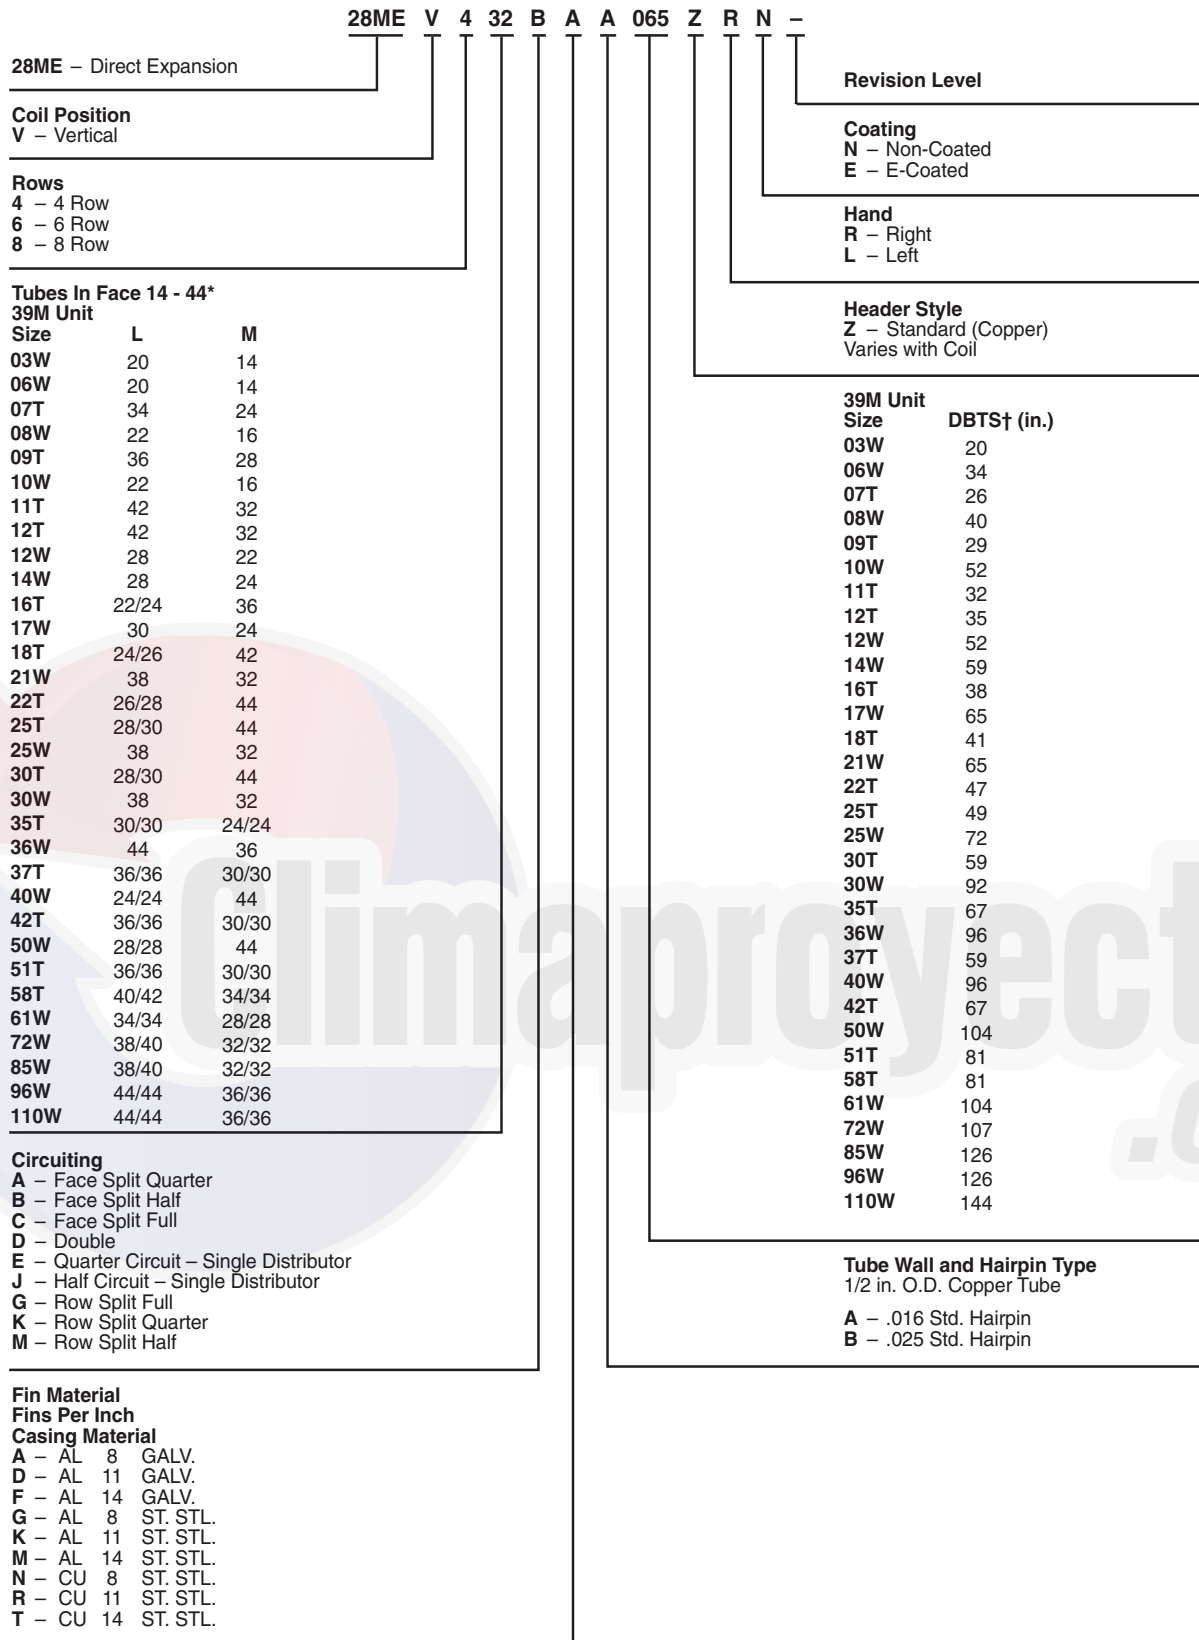 28ME V 4 32 B A A 065 Z R N –
28ME – Direct Expansion
Coil Position
V – Vertical
Rows
4 – 4 Row
6 – 6 Row
8 – 8 Row
Tubes In Face 14 - 44*
39M Unit
Size L M
03W 20 14
06W 20 14
07T 34 24
08W 22 16
09T 36 28
10W 22 16
11T 42 32
12T 42 32
12W 28 22
14W 28 24
16T 22/24 36
17W 30 24
18T 24/26 42
21W 38 32
22T 26/28 44
25T 28/30 44
25W 38 32
30T 28/30 44
30W 38 32
35T 30/30 24/24
36W 44 36
37T 36/36 30/30
40W 24/24 44
42T 36/36 30/30
50W 28/28 44
51T 36/36 30/30
58T 40/42 34/34
61W 34/34 28/28
72W 38/40 32/32
85W 38/40 32/32
96W 44/44 36/36
110W 44/44 36/36
Circuiting
A – Face Split Quarter
B – Face Split Half
C – Face Split Full
D – Double
E – Quarter Circuit – Single Distributor
J – Half Circuit – Single Distributor
G – Row Split Full
K – Row Split Quarter
M – Row Split Half
Fin Material
Fins Per Inch
Casing Material
A – AL 8 GALV.
D – AL 11 GALV.
F – AL 14 GALV.
G – AL 8 ST. STL.
K – AL 11 ST. STL.
M – AL 14 ST. STL.
N – CU 8 ST. STL.
R – CU 11 ST. STL.
T – CU 14 ST. STL.
Revision Level
Coating
N – Non-Coated
E – E-Coated
Hand
R – Right
L – Left
Header Style
Z – Standard (Copper)
Varies with Coil
39M Unit
Size DBTS† (in.)
03W 20
06W 34
07T 26
08W 40
09T 29
10W 52
11T 32
12T 35
12W 52
14W 59
16T 38
17W 65
18T 41
21W 65
22T 47
25T 49
25W 72
30T 59
30W 92
35T 67
36W 96
37T 59
40W 96
42T 67
50W 104
51T 81
58T 81
61W 104
72W 107
85W 126
96W 126
110W 144
Tube Wall and Hairpin Type
1/2 in. O.D. Copper Tube
A – .016 Std. Hairpin
B – .025 Std. Hairpin
Climaproyect
.c